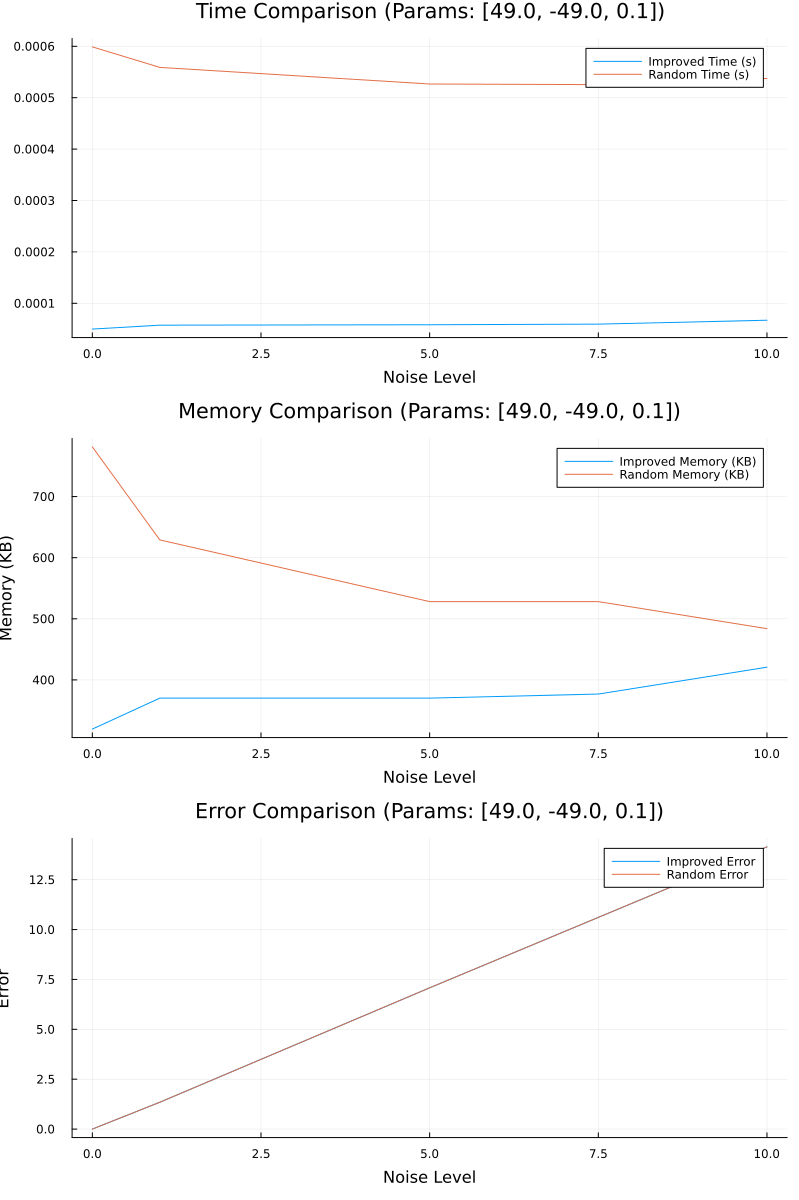 Time Comparison (Params: [49.0, -49.0, 0.1])
0.0006
Improved Time (s)
Random Time (s)
0.0005
0.0004
0.0003
0.0002
0.0001
0.0 2.5 5.0 7.5 10.0
Noise Level
Memory Comparison (Params: [49.0, -49.0, 0.1])
Improved Memory (KB)
Random Memory (KB)
700
600
500
400
Memory (KB)
0.0 2.5 5.0 7.5 10.0
Noise Level
Error Comparison (Params: [49.0, -49.0, 0.1])
Improved Error
Random Error
12.5
10.0
7.5
5.0
2.5
0.0
Error
0.0 2.5 5.0 7.5 10.0
Noise Level